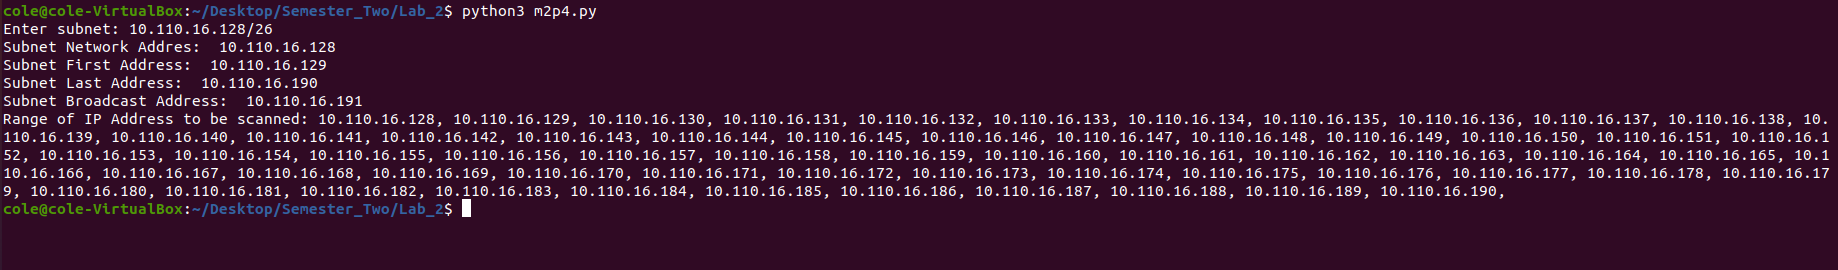 cole@cole-VirtualBox:~/Desktop/Semester_Two/Lab_2$ python3 m2p4.py
Enter subnet: 10.110.16.128/26
Subnet Network Addres:  10.110.16.128
Subnet First Address:  10.110.16.129
Subnet Last Address:  10.110.16.190
Subnet Broadcast Address:  10.110.16.191
Range of IP Address to be scanned: 10.110.16.128, 10.110.16.129, 10.110.16.130, 10.110.16.131, 10.110.16.132, 10.110.16.133, 10.110.16.134, 10.110.16.135, 10.110.16.136, 10.110.16.137, 10.110.16.138, 10.
110.16.139, 10.110.16.140, 10.110.16.141, 10.110.16.142, 10.110.16.143, 10.110.16.144, 10.110.16.145, 10.110.16.146, 10.110.16.147, 10.110.16.148, 10.110.16.149, 10.110.16.150, 10.110.16.151, 10.110.16.1
52, 10.110.16.153, 10.110.16.154, 10.110.16.155, 10.110.16.156, 10.110.16.157, 10.110.16.158, 10.110.16.159, 10.110.16.160, 10.110.16.161, 10.110.16.162, 10.110.16.163, 10.110.16.164, 10.110.16.165, 10.1
10.16.166, 10.110.16.167, 10.110.16.168, 10.110.16.169, 10.110.16.170, 10.110.16.171, 10.110.16.172, 10.110.16.173, 10.110.16.174, 10.110.16.175, 10.110.16.176, 10.110.16.177, 10.110.16.178, 10.110.16.17
9, 10.110.16.180, 10.110.16.181, 10.110.16.182, 10.110.16.183, 10.110.16.184, 10.110.16.185, 10.110.16.186, 10.110.16.187, 10.110.16.188, 10.110.16.189, 10.110.16.190,
cole@cole-VirtualBox:~/Desktop/Semester_Two/Lab_2$